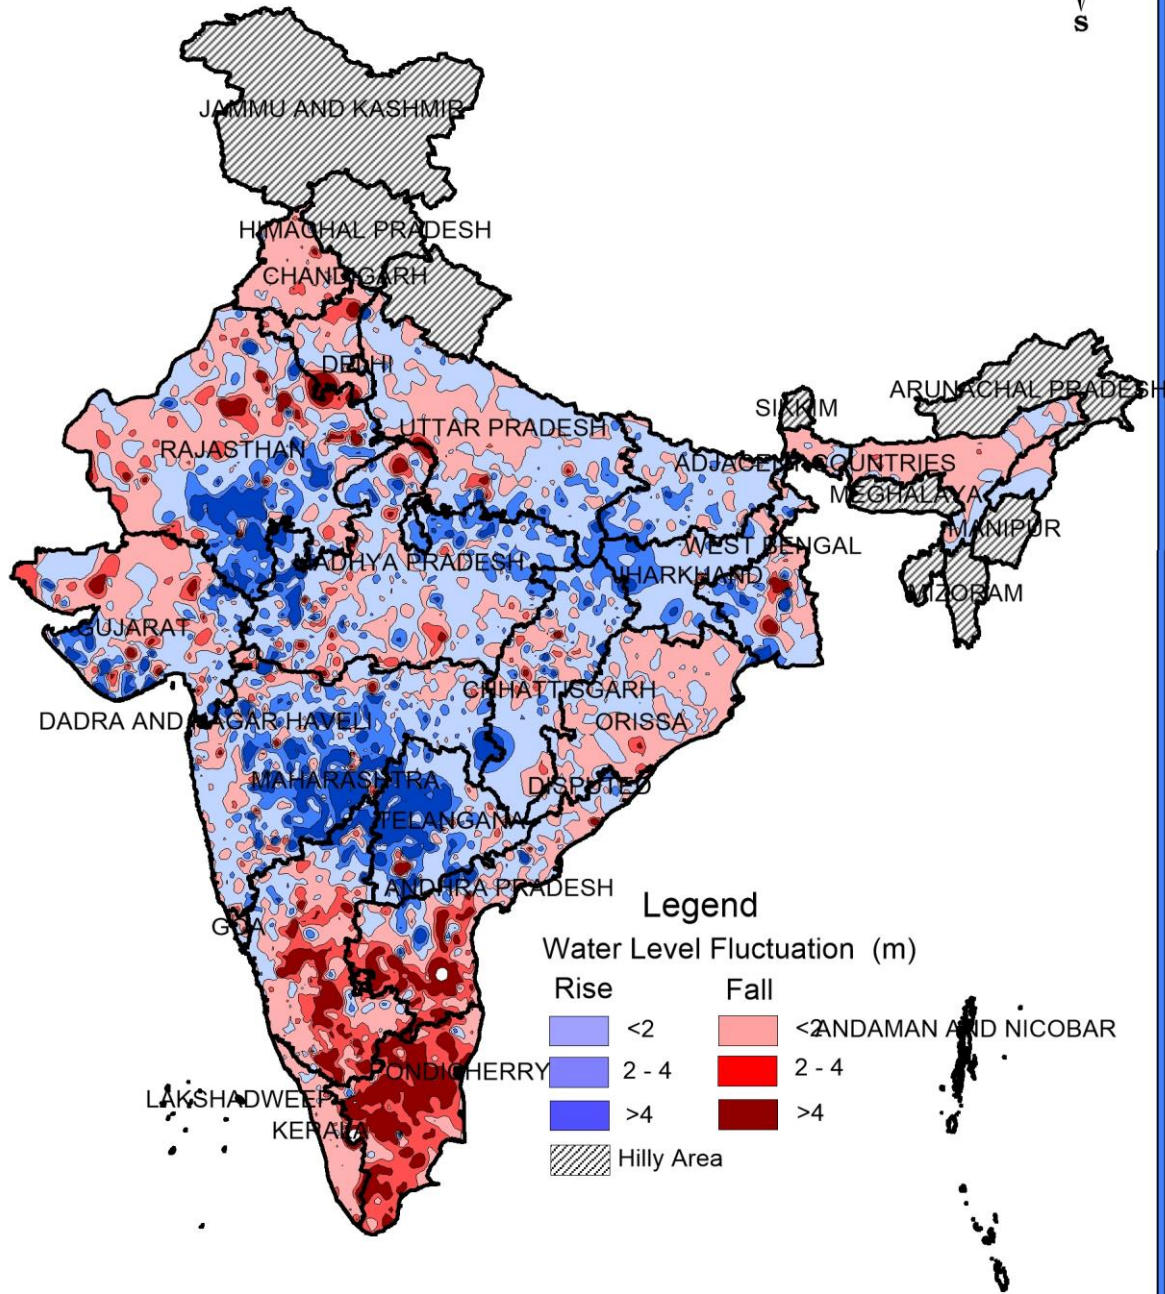 S
JAMMU AND KASHMIR
HIMACHAL PRADESH
CHANDIGARH
DELHI
ARUNACHAL PRADESH
SIKKIM
UTTAR PRADESH
RAJASTHAN
ADJACENT COUNTRIES
MEGHALAYA
MANIPUR
WEST BENGAL
MADHYA PRADESH
JHARKHAND
MIZORAM
GUJARAT
CHHATTISGARH
DADRA AND NAGAR HAVELI
ORISSA
MAHARASHTRA
DISPUTED
TELANGANA
ANDHRA PRADESH
GOA
Legend
Water Level Fluctuation (m)
Rise Fall
<2 <2
ANDAMAN AND NICOBAR
2 - 4 2 - 4
PONDICHERRY
LAKSHADWEEP
>4 >4
KERALA
Hilly Area